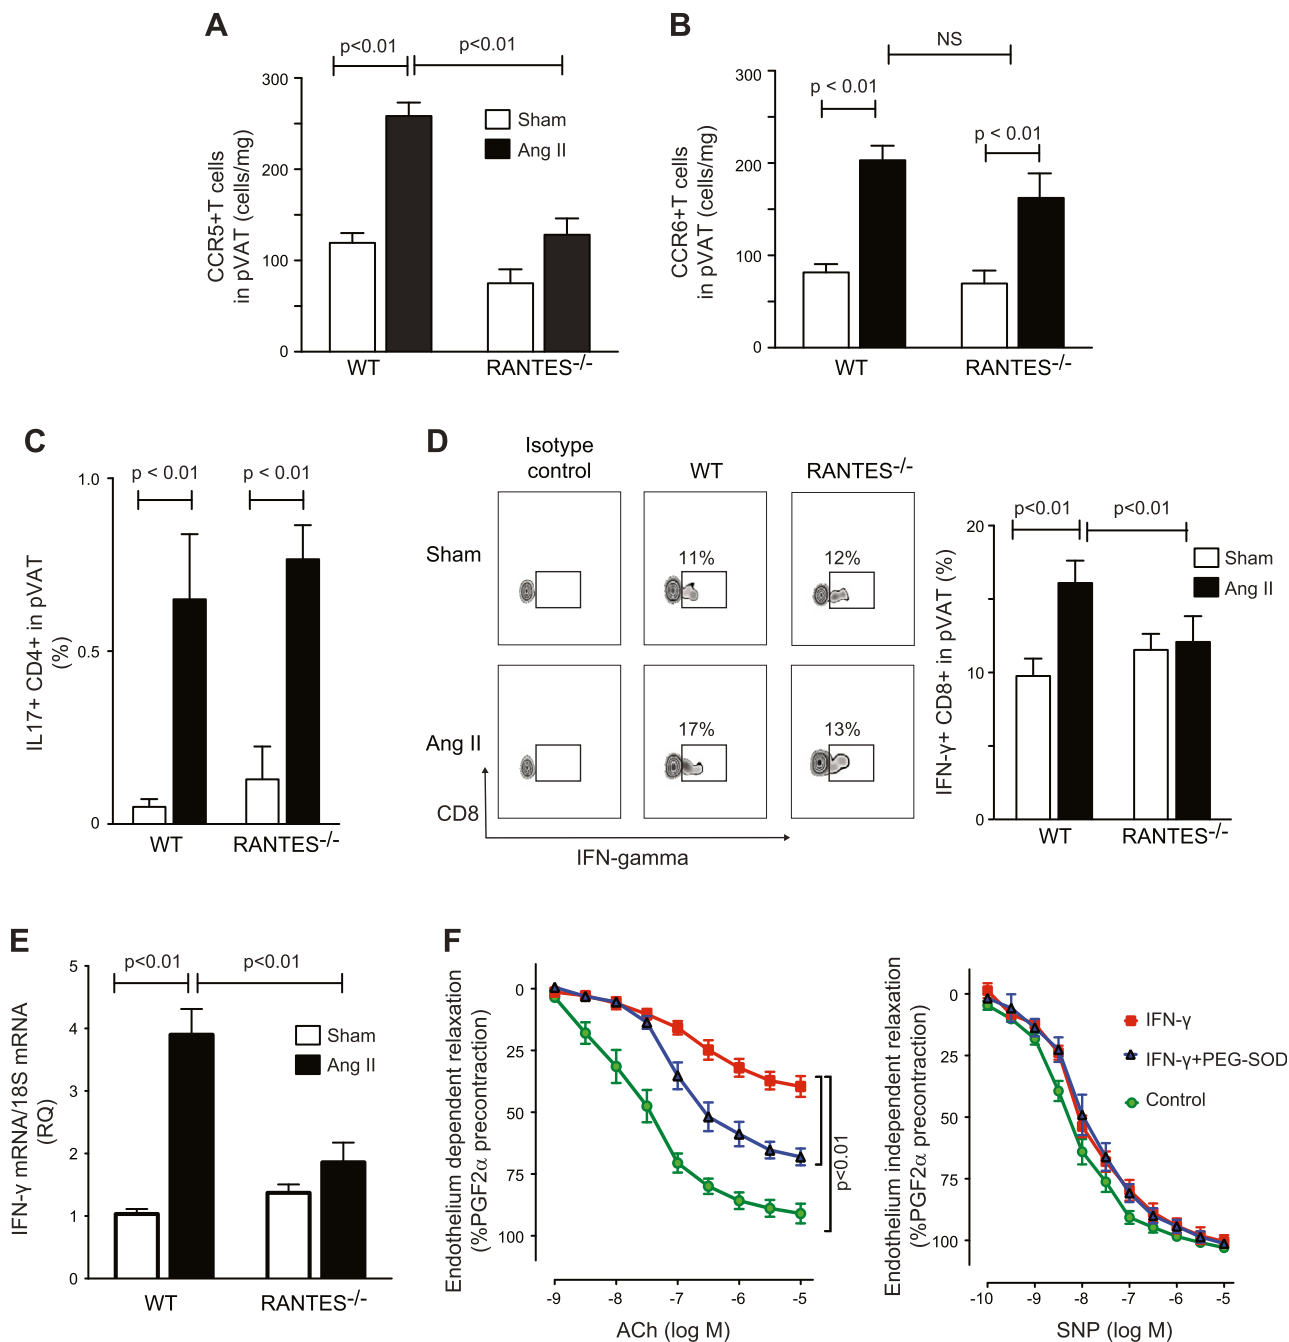 A
p<0.01
p<0.01
300
200
100
0
CCR5+T cells
in pVAT (cells/mg)
Sham
Ang II
WT
RANTES-/-
B
NS
p < 0.01
p < 0.01
300
200
100
0
CCR6+T cells
in pVAT (cells/mg)
WT
RANTES-/-
C
p < 0.01
p < 0.01
1.0
0.5
0
IL17+ CD4+ in pVAT
(%)
WT
RANTES-/-
D
Isotype
control
WT
RANTES-/-
Sham
11%
12%
Ang II
17%
13%
CD8
IFN-gamma
p<0.01
p<0.01
20
10
0
IFN-γ+ CD8+ in pVAT (%)
Sham
Ang II
WT
RANTES-/-
E
p<0.01
p<0.01
5
4
3
2
1
0
IFN-γ mRNA/18S mRNA
(RQ)
Sham
Ang II
WT
RANTES-/-
F
Endothelium dependent relaxation
(%PGF2α precontraction)
0
25
50
75
100
p<0.01
-9 -8 -7 -6 -5
ACh (log M)
Endothelium independent relaxation
(%PGF2α precontraction)
0
25
50
75
100
IFN-γ
IFN-γ+PEG-SOD
Control
-10 -9 -8 -7 -6 -5
SNP (log M)